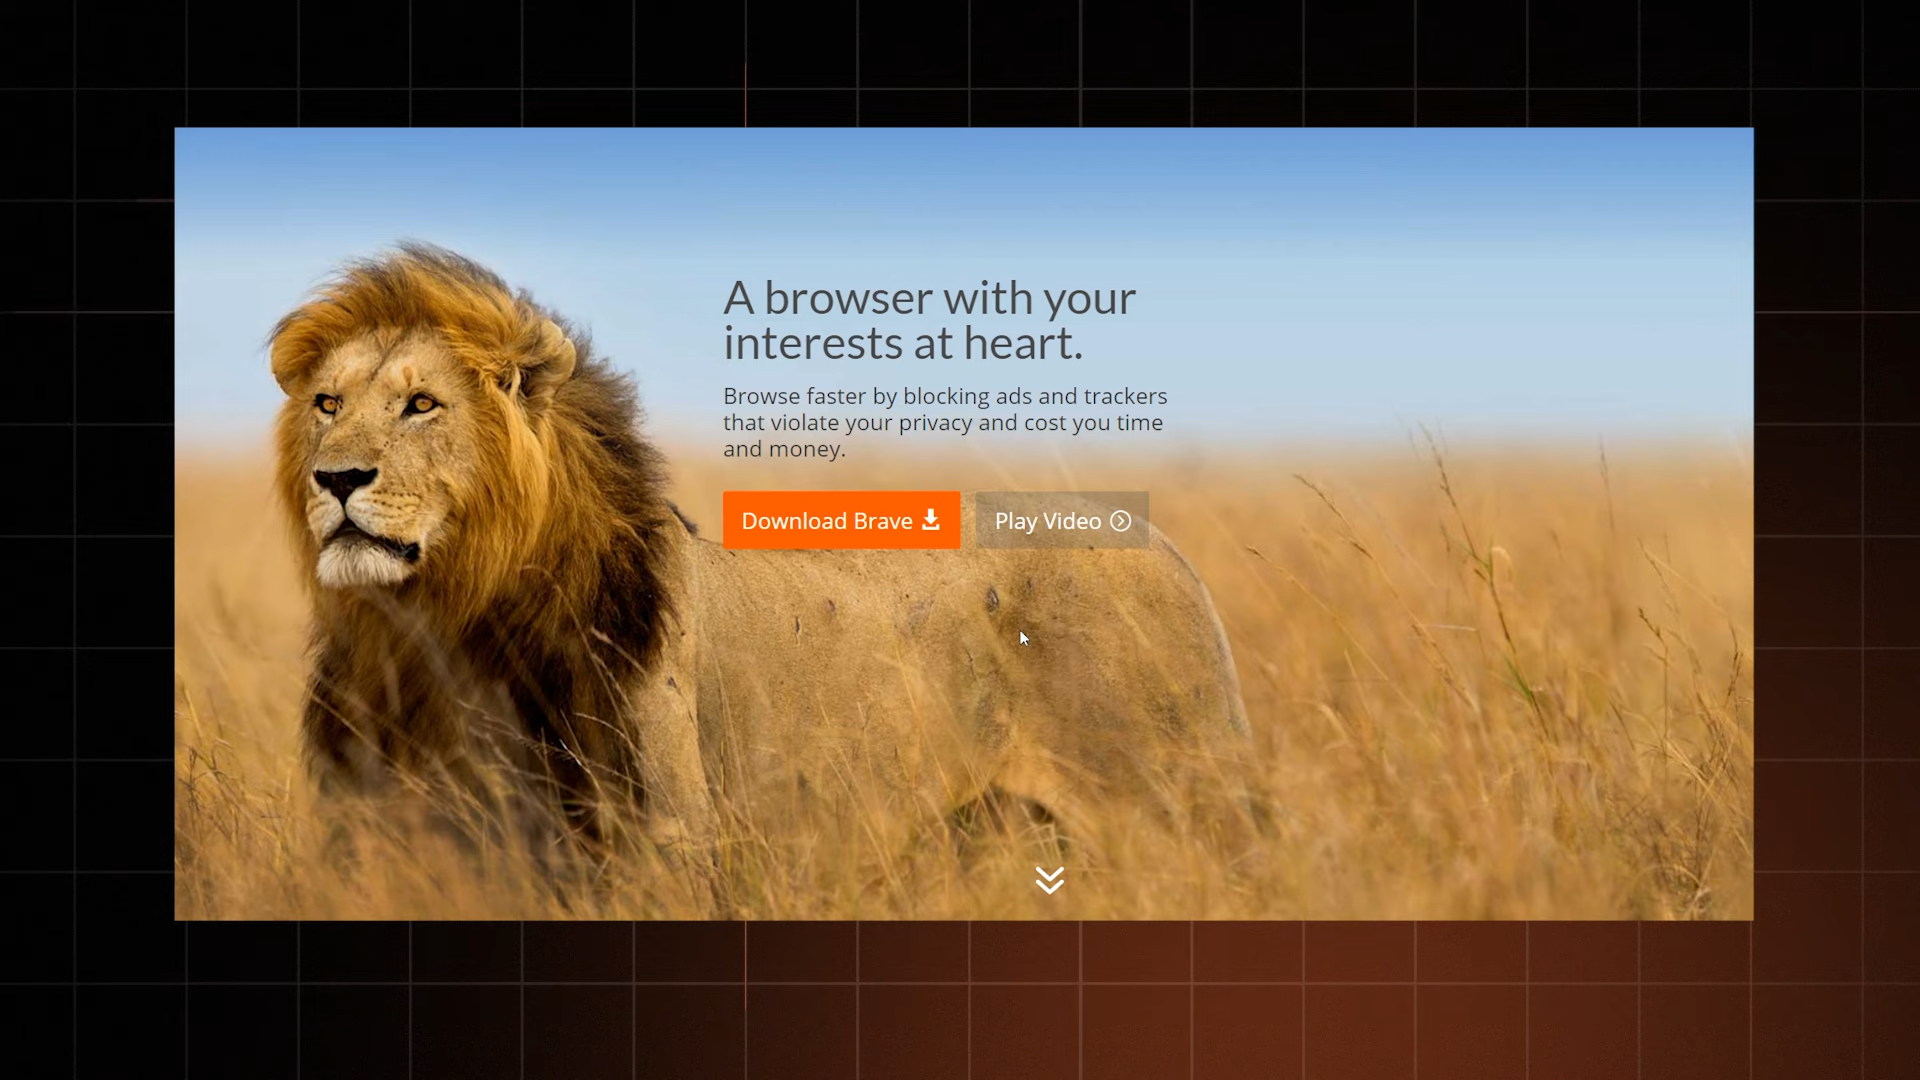 A browser with your
interests at heart.
Browse faster by blocking ads and trackers
that violate your privacy and cost you time
and money.
Download Brave
Play Video